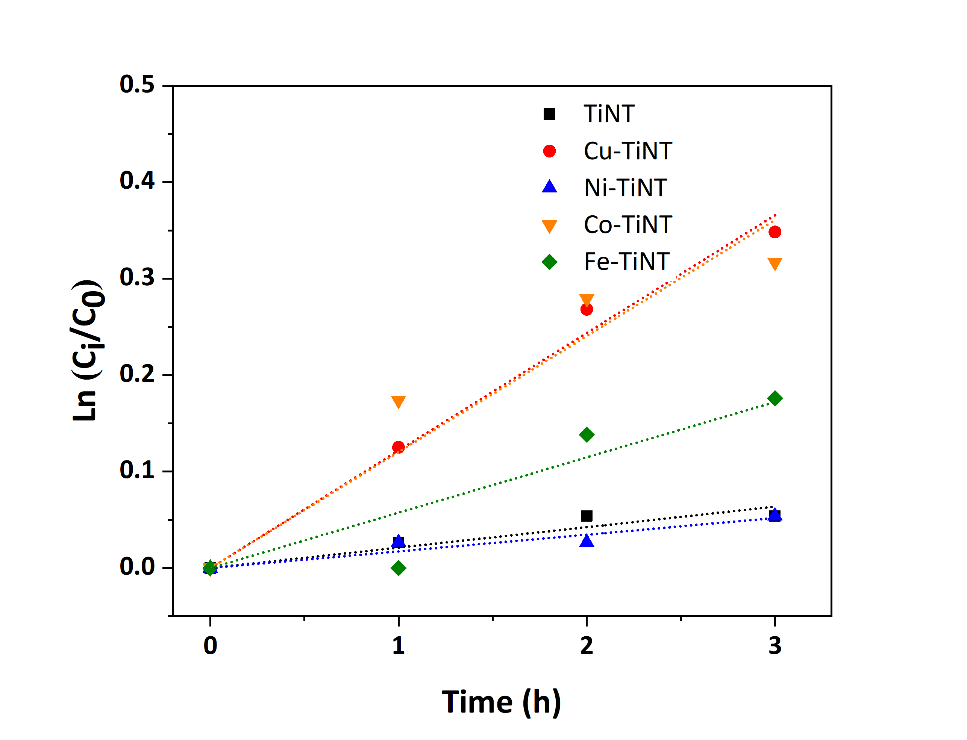 0.5
0.4
0.3
0.2
0.1
0.0
Ln (Ci/C0)
TiNT
Cu-TiNT
Ni-TiNT
Co-TiNT
Fe-TiNT
0 1 2 3
Time (h)